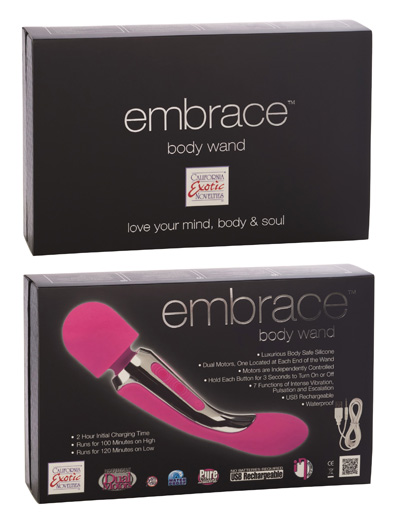 embrace™
body wand
CALIFORNIA
Exotic
NOVELTIES
love your mind, body & soul
embrace™
body wand
• Luxurious Body Safe Silicone
• Dual Motors, One Located at Each End of the Wand
• Motors are Independently Controlled
• Hold Each Button for 3 Seconds to Turn On or Off
• 7 Functions of Intense Vibration,
Pulsation and Escalation
• USB Rechargeable
• Waterproof
• 2 Hour Initial Charging Time
• Runs for 100 Minutes on High
• Runs for 120 Minutes on Low
CALIFORNIA
Exotic
NOVELTIES
Dual
Pure
NO BATTERIES REQUIRED
USB Rechargeable